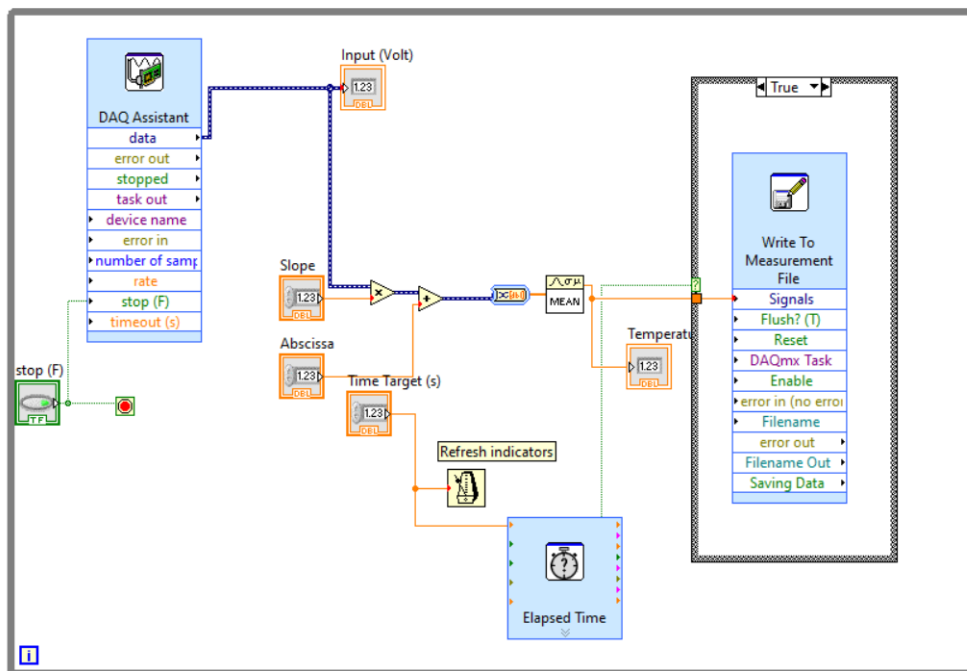 DAQ Assistant
data
error out
stopped
task out
device name
error in
number of samp
rate
stop (F)
timeout (s)
stop (F)
TF
Input (Volt)
1.23
DBL
Slope
1.23
DBL
Abscissa
1.23
DBL
Time Target (s)
1.23
DBL
Refresh indicators
Elapsed Time
MEAN
Temperatu
1.23
DBL
True
Write To
Measurement
File
Signals
Flush? (T)
Reset
DAQmx Task
Enable
error in (no erro
Filename
error out
Filename Out
Saving Data
i